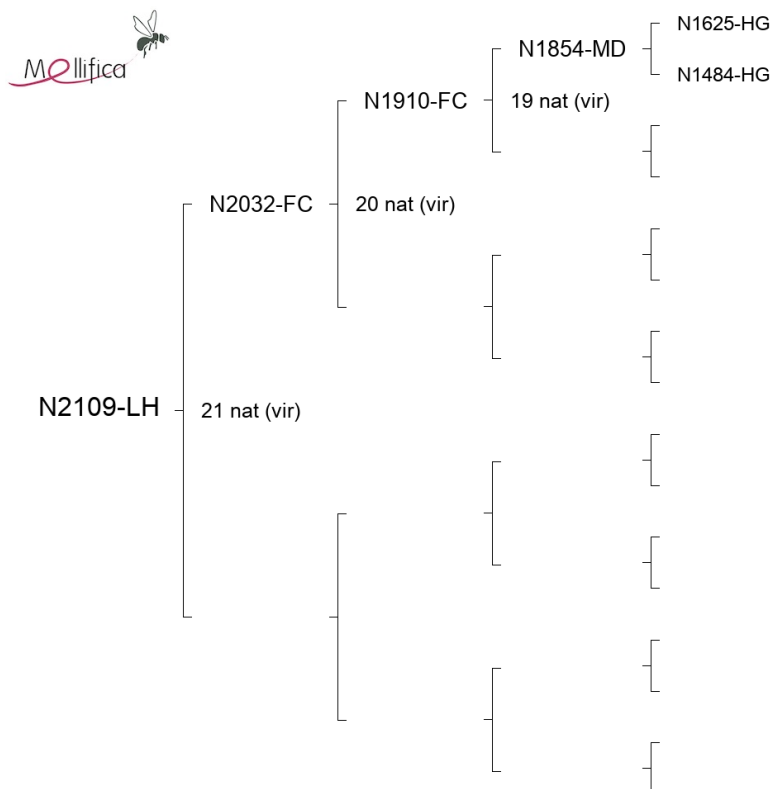 Mellifica
N1625-HG
N1854-MD
N1484-HG
N1910-FC
19 nat (vir)
N2032-FC
20 nat (vir)
N2109-LH
21 nat (vir)